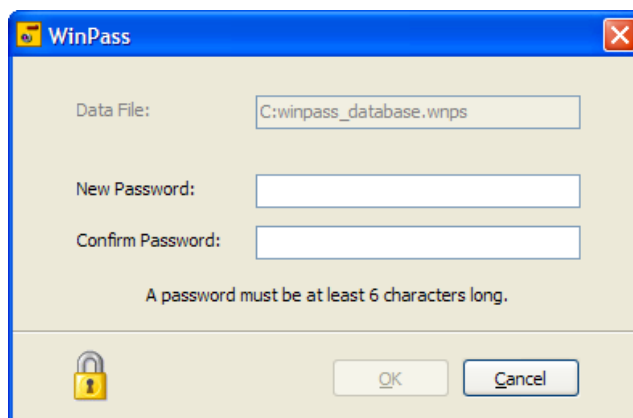 WinPass
Data File:
C:winpass_database.wnps
New Password:
Confirm Password:
A password must be at least 6 characters long.
OK
Cancel